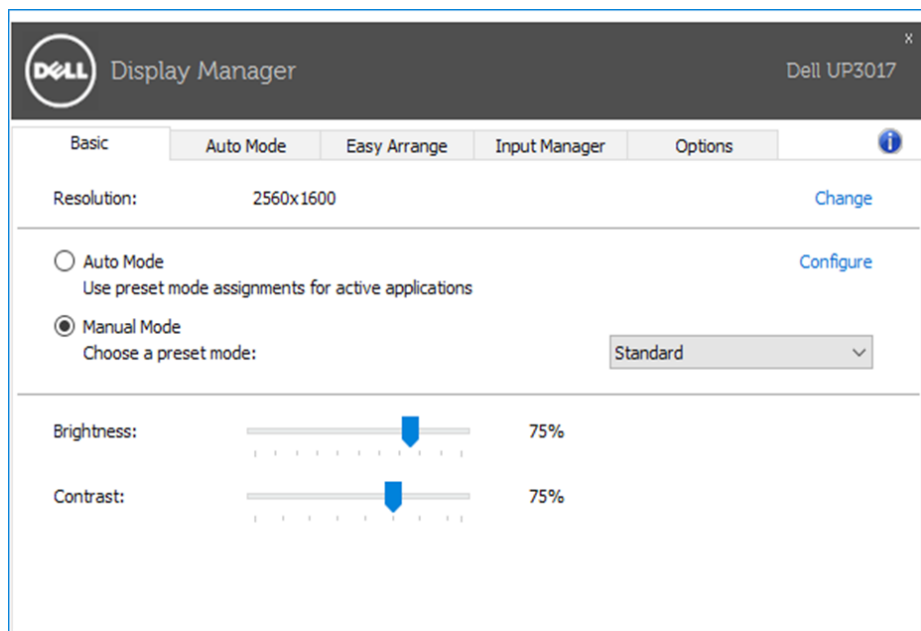 x
DELL Display Manager Dell UP3017
Basic Auto Mode Easy Arrange Input Manager Options i
Resolution: 2560x1600 Change
Auto Mode Configure
Use preset mode assignments for active applications
Manual Mode
Choose a preset mode: Standard
Brightness: 75%
Contrast: 75%